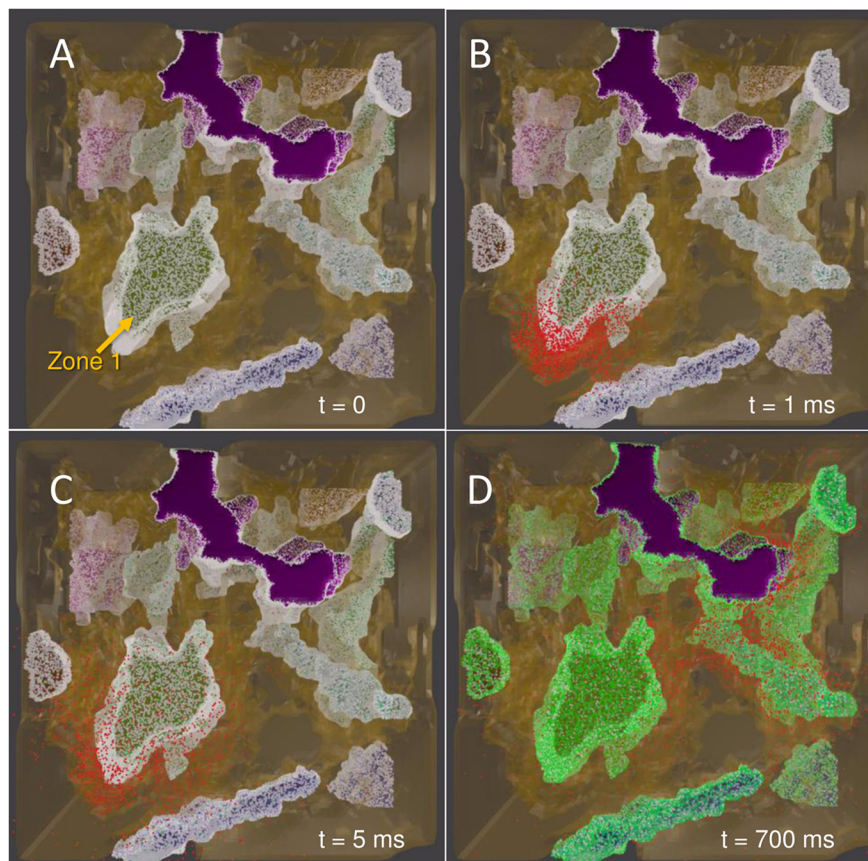 A
B
Zone 1
t = 0
t = 1 ms
C
D
t = 5 ms
t = 700 ms